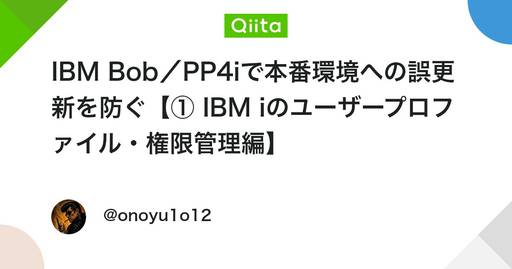 Qiita
IBM Bob／PP4iで本番環境への誤更
新を防ぐ【① IBM iのユーザープロフ
ァイル・権限管理編】
@onoyu1o12